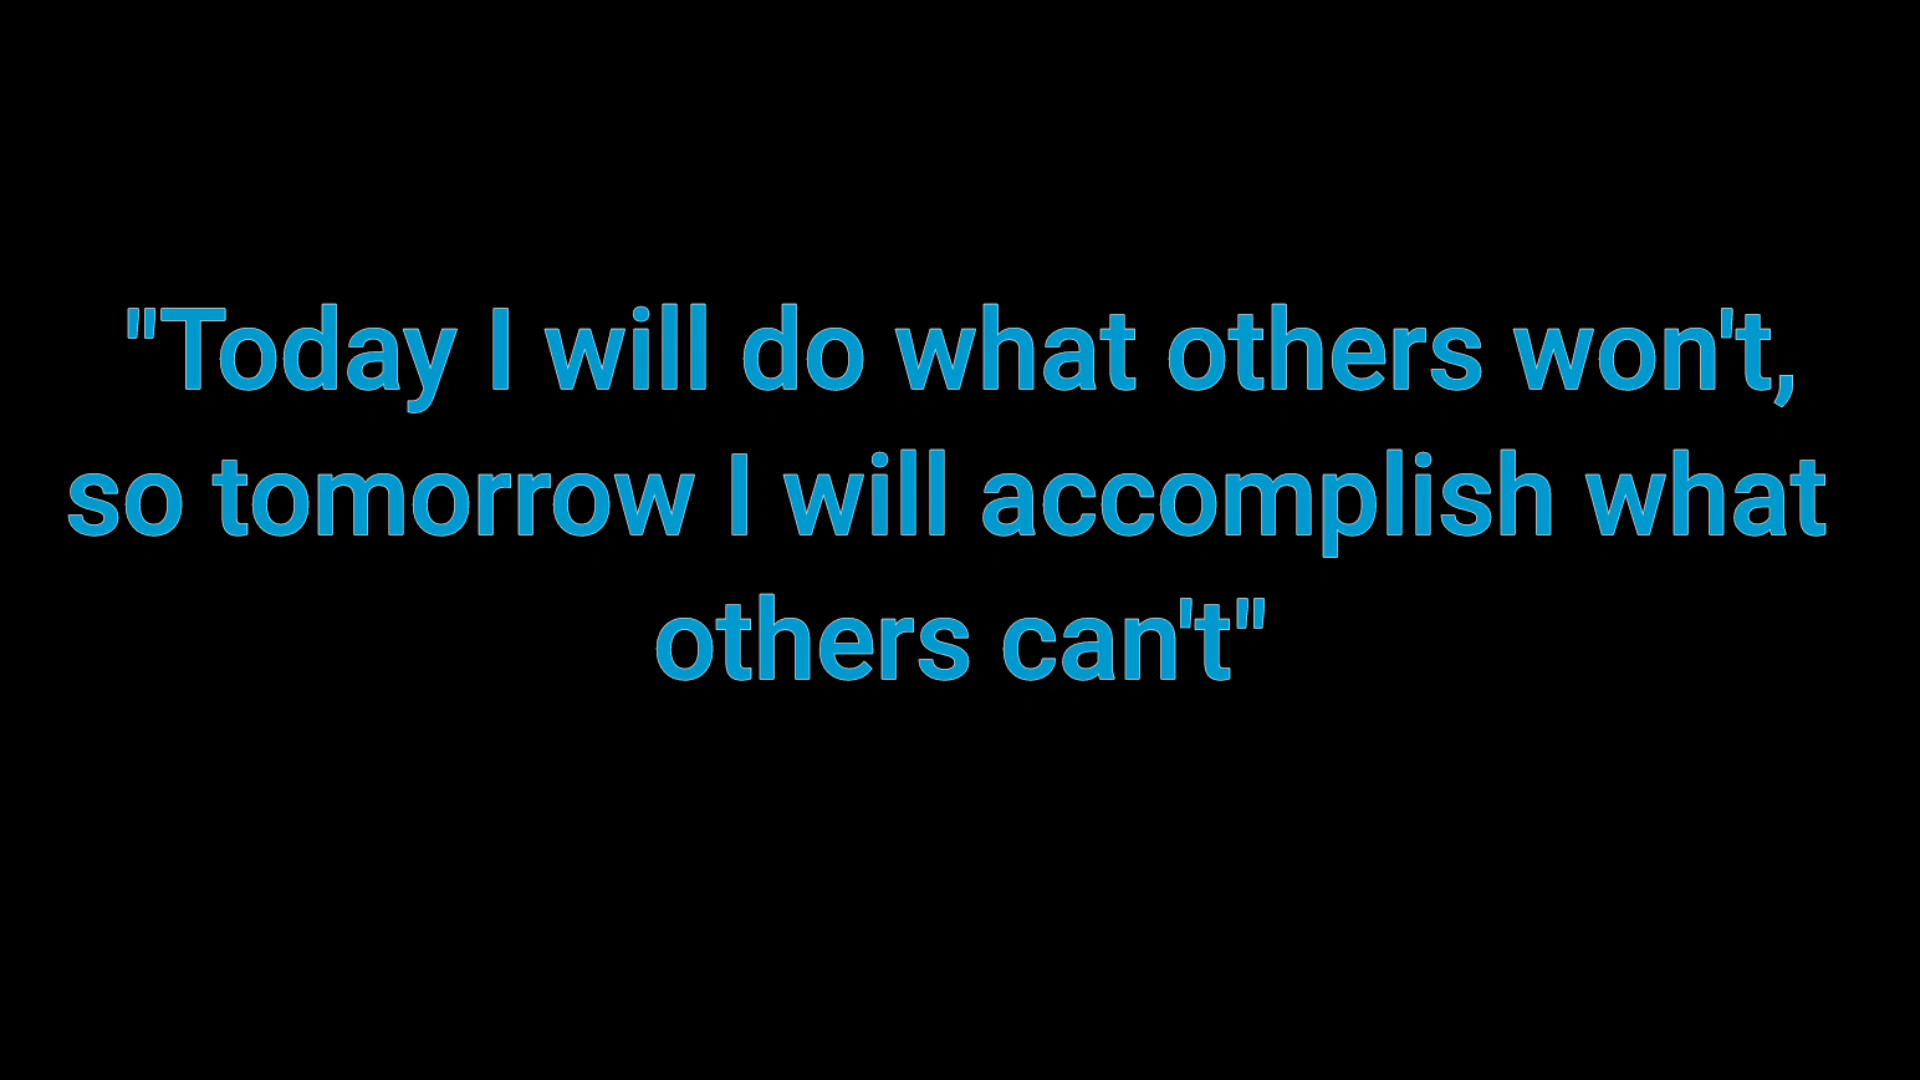 "Today I will do what others won't,
so tomorrow I will accomplish what
others can't"